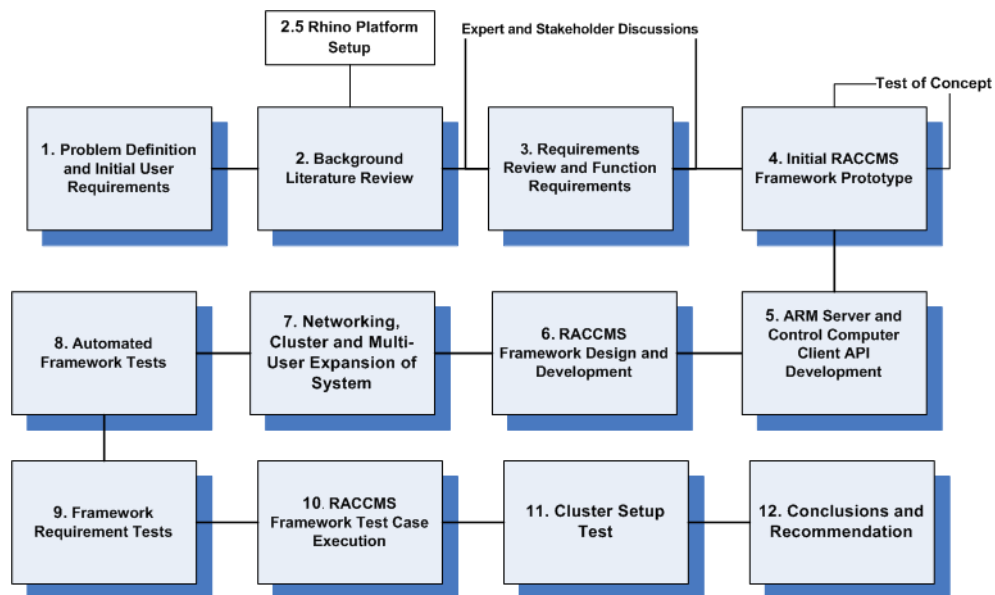 2.5 Rhino Platform
Setup
Expert and Stakeholder Discussions
Test of Concept
1. Problem Definition
and Initial User
Requirements
2. Background
Literature Review
3. Requirements
Review and Function
Requirements
4. Initial RACCMS
Framework Prototype
8. Automated
Framework Tests
7. Networking,
Cluster and Multi-
User Expansion of
System
6. RACCMS
Framework Design and
Development
5. ARM Server and
Control Computer
Client API
Development
9. Framework
Requirement Tests
10. RACCMS
Framework Test Case
Execution
11. Cluster Setup
Test
12. Conclusions and
Recommendation